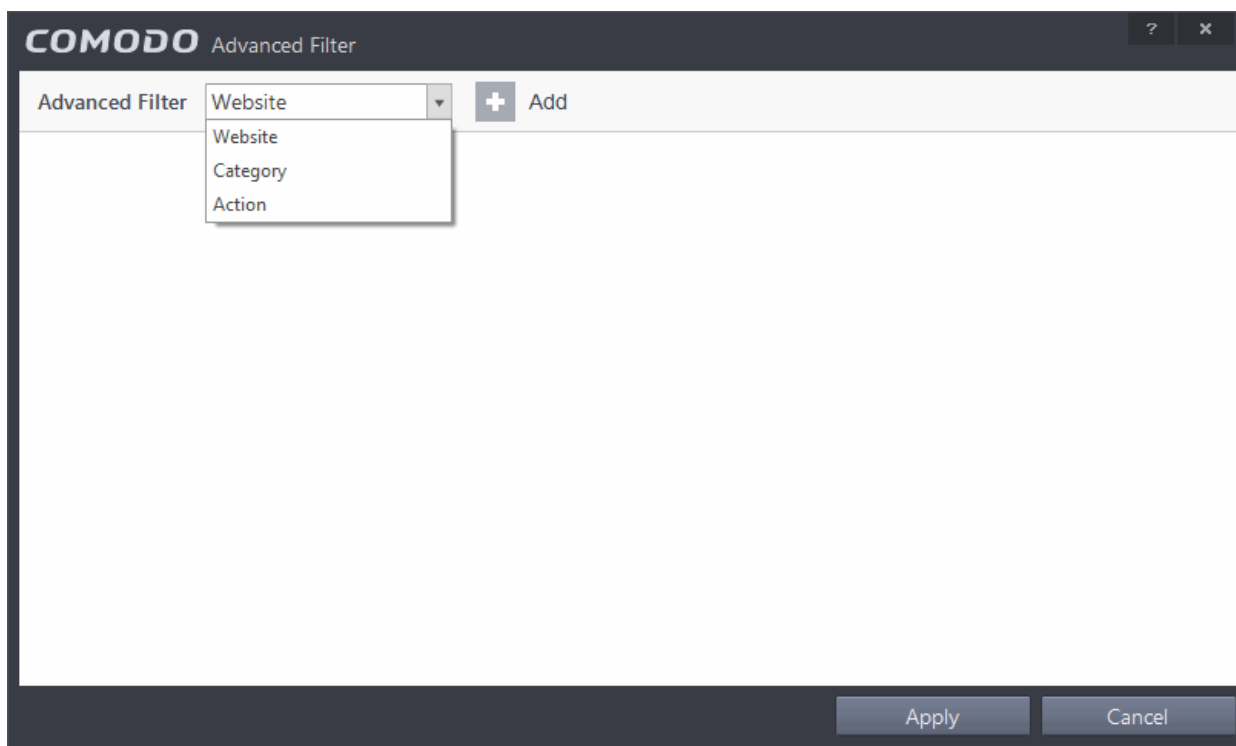 COMODO Advanced Filter ? ×
Advanced Filter Website Add
Website
Category
Action
Apply Cancel